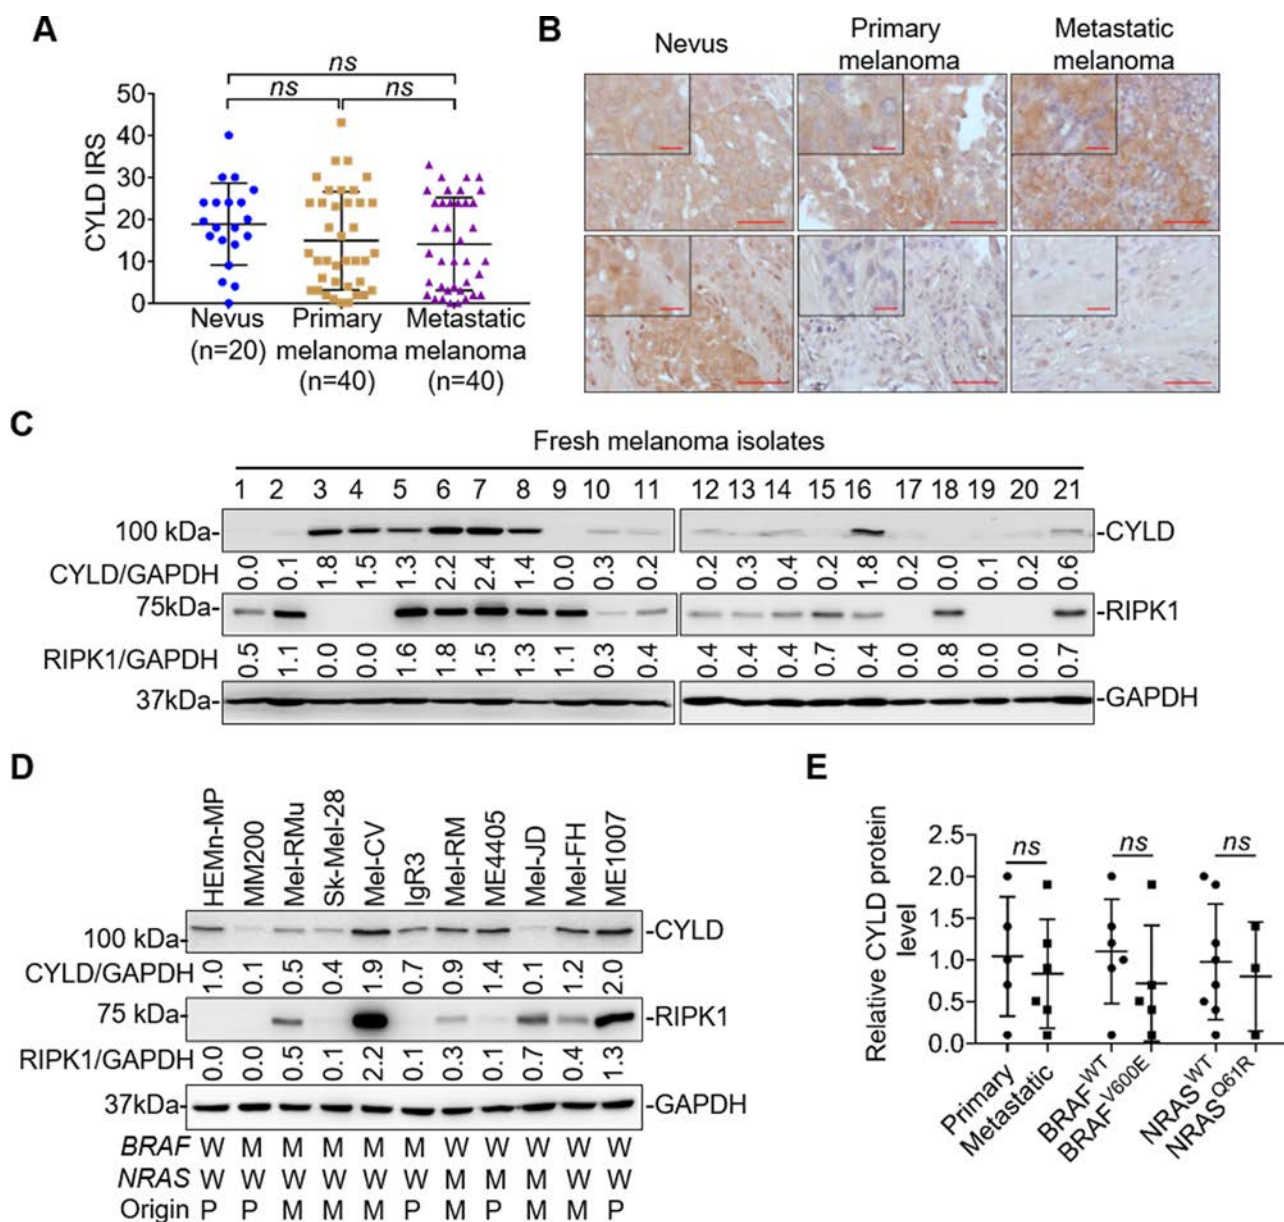 A
ns
ns
ns
CYLD IRS
50
40
30
20
10
0
Nevus
(n=20)
Primary
melanoma
(n=40)
Metastatic
melanoma
(n=40)
B
Nevus
Primary
melanoma
Metastatic
melanoma
C
Fresh melanoma isolates
1 2 3 4 5 6 7 8 9 10 11 12 13 14 15 16 17 18 19 20 21
100 kDa- -CYLD
CYLD/GAPDH 0.0 0.1 1.8 1.5 1.3 2.2 2.4 1.4 0.0 0.3 0.2 0.2 0.3 0.4 0.2 1.8 0.2 0.0 0.1 0.2 0.6
75kDa- -RIPK1
RIPK1/GAPDH 0.5 1.1 0.0 0.0 1.6 1.8 1.5 1.3 1.1 0.3 0.4 0.4 0.4 0.4 0.7 0.4 0.0 0.8 0.0 0.0 0.7
37kDa- -GAPDH
D
HEMn-MP MM200 Mel-RMu Sk-Mel-28 Mel-CV IgR3 Mel-RM ME4405 Mel-JD Mel-FH ME1007
100 kDa- -CYLD
CYLD/GAPDH 1.0 0.1 0.5 0.4 1.9 0.7 0.9 1.4 0.1 1.2 2.0
75 kDa- -RIPK1
RIPK1/GAPDH 0.0 0.0 0.5 0.1 2.2 0.1 0.3 0.1 0.7 0.4 1.3
37kDa- -GAPDH
BRAF W M M M M M W W W W W
NRAS W W W W W W M M M W W
Origin P P M M M P M P M M P
E
Relative CYLD protein
level
2.5
2.0
1.5
1.0
0.5
0.0
ns ns ns
Primary
Metastatic
BRAF^WT
BRAF^V600E
NRAS^WT
NRAS^Q61R